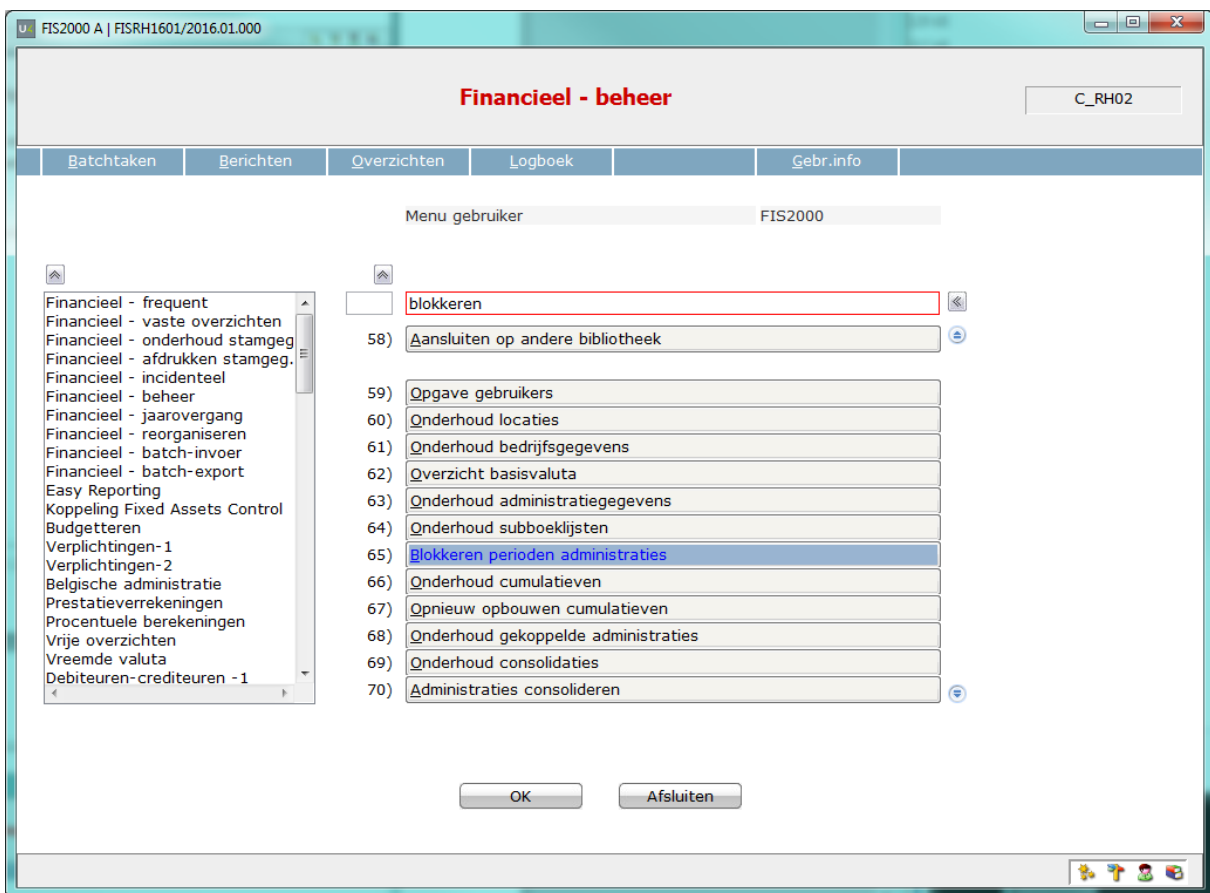 U4 FIS2000 A | FISRH1601/2016.01.000
Financieel - beheer
C_RH02
Batchtaken Berichten Overzichten Logboek Gebr.info
Menu gebruiker FIS2000
Financieel - frequent
Financieel - vaste overzichten
Financieel - onderhoud stamgeg
Financieel - afdrukken stamgeg.
Financieel - incidenteel
Financieel - beheer
Financieel - jaarovergang
Financieel - reorganiseren
Financieel - batch-invoer
Financieel - batch-export
Easy Reporting
Koppeling Fixed Assets Control
Budgetteren
Verplichtingen-1
Verplichtingen-2
Belgische administratie
Prestatieverrekeningen
Procentuele berekeningen
Vrije overzichten
Vreemde valuta
Debiteuren-crediteuren -1
blokkeren
58) Aansluiten op andere bibliotheek
59) Opgave gebruikers
60) Onderhoud locaties
61) Onderhoud bedrijfsgegevens
62) Overzicht basisvaluta
63) Onderhoud administratiegegevens
64) Onderhoud subboeklijsten
65) Blokkeren perioden administraties
66) Onderhoud cumulatieven
67) Opnieuw opbouwen cumulatieven
68) Onderhoud gekoppelde administraties
69) Onderhoud consolidaties
70) Administraties consolideren
OK Afsluiten